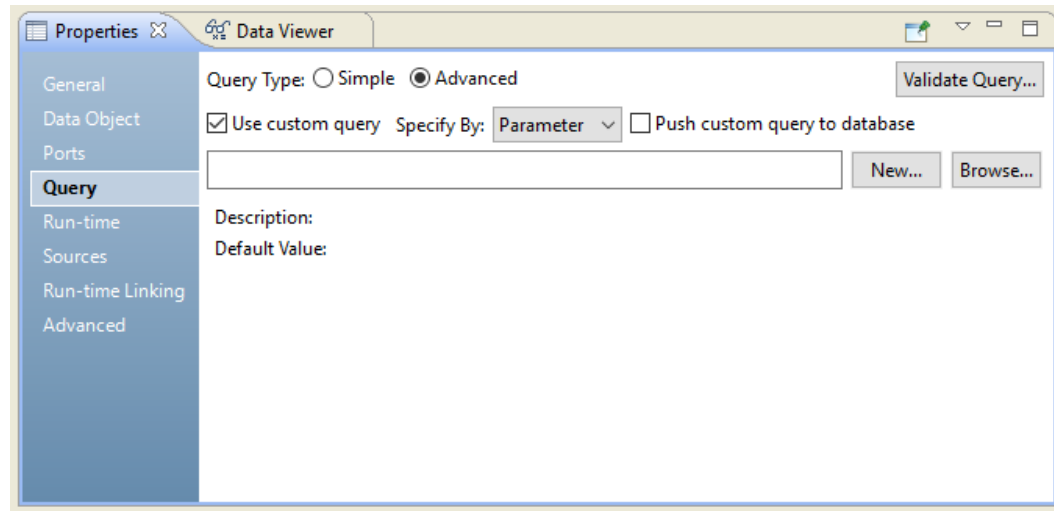 Properties Data Viewer
General
Data Object
Ports
Query
Run-time
Sources
Run-time Linking
Advanced
Query Type: Simple Advanced Validate Query...
Use custom query Specify By: Parameter Push custom query to database
New... Browse...
Description:
Default Value: